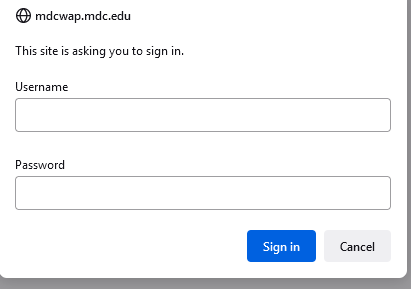 mdcwap.mdc.edu
This site is asking you to sign in.
Username
Password
Sign in
Cancel